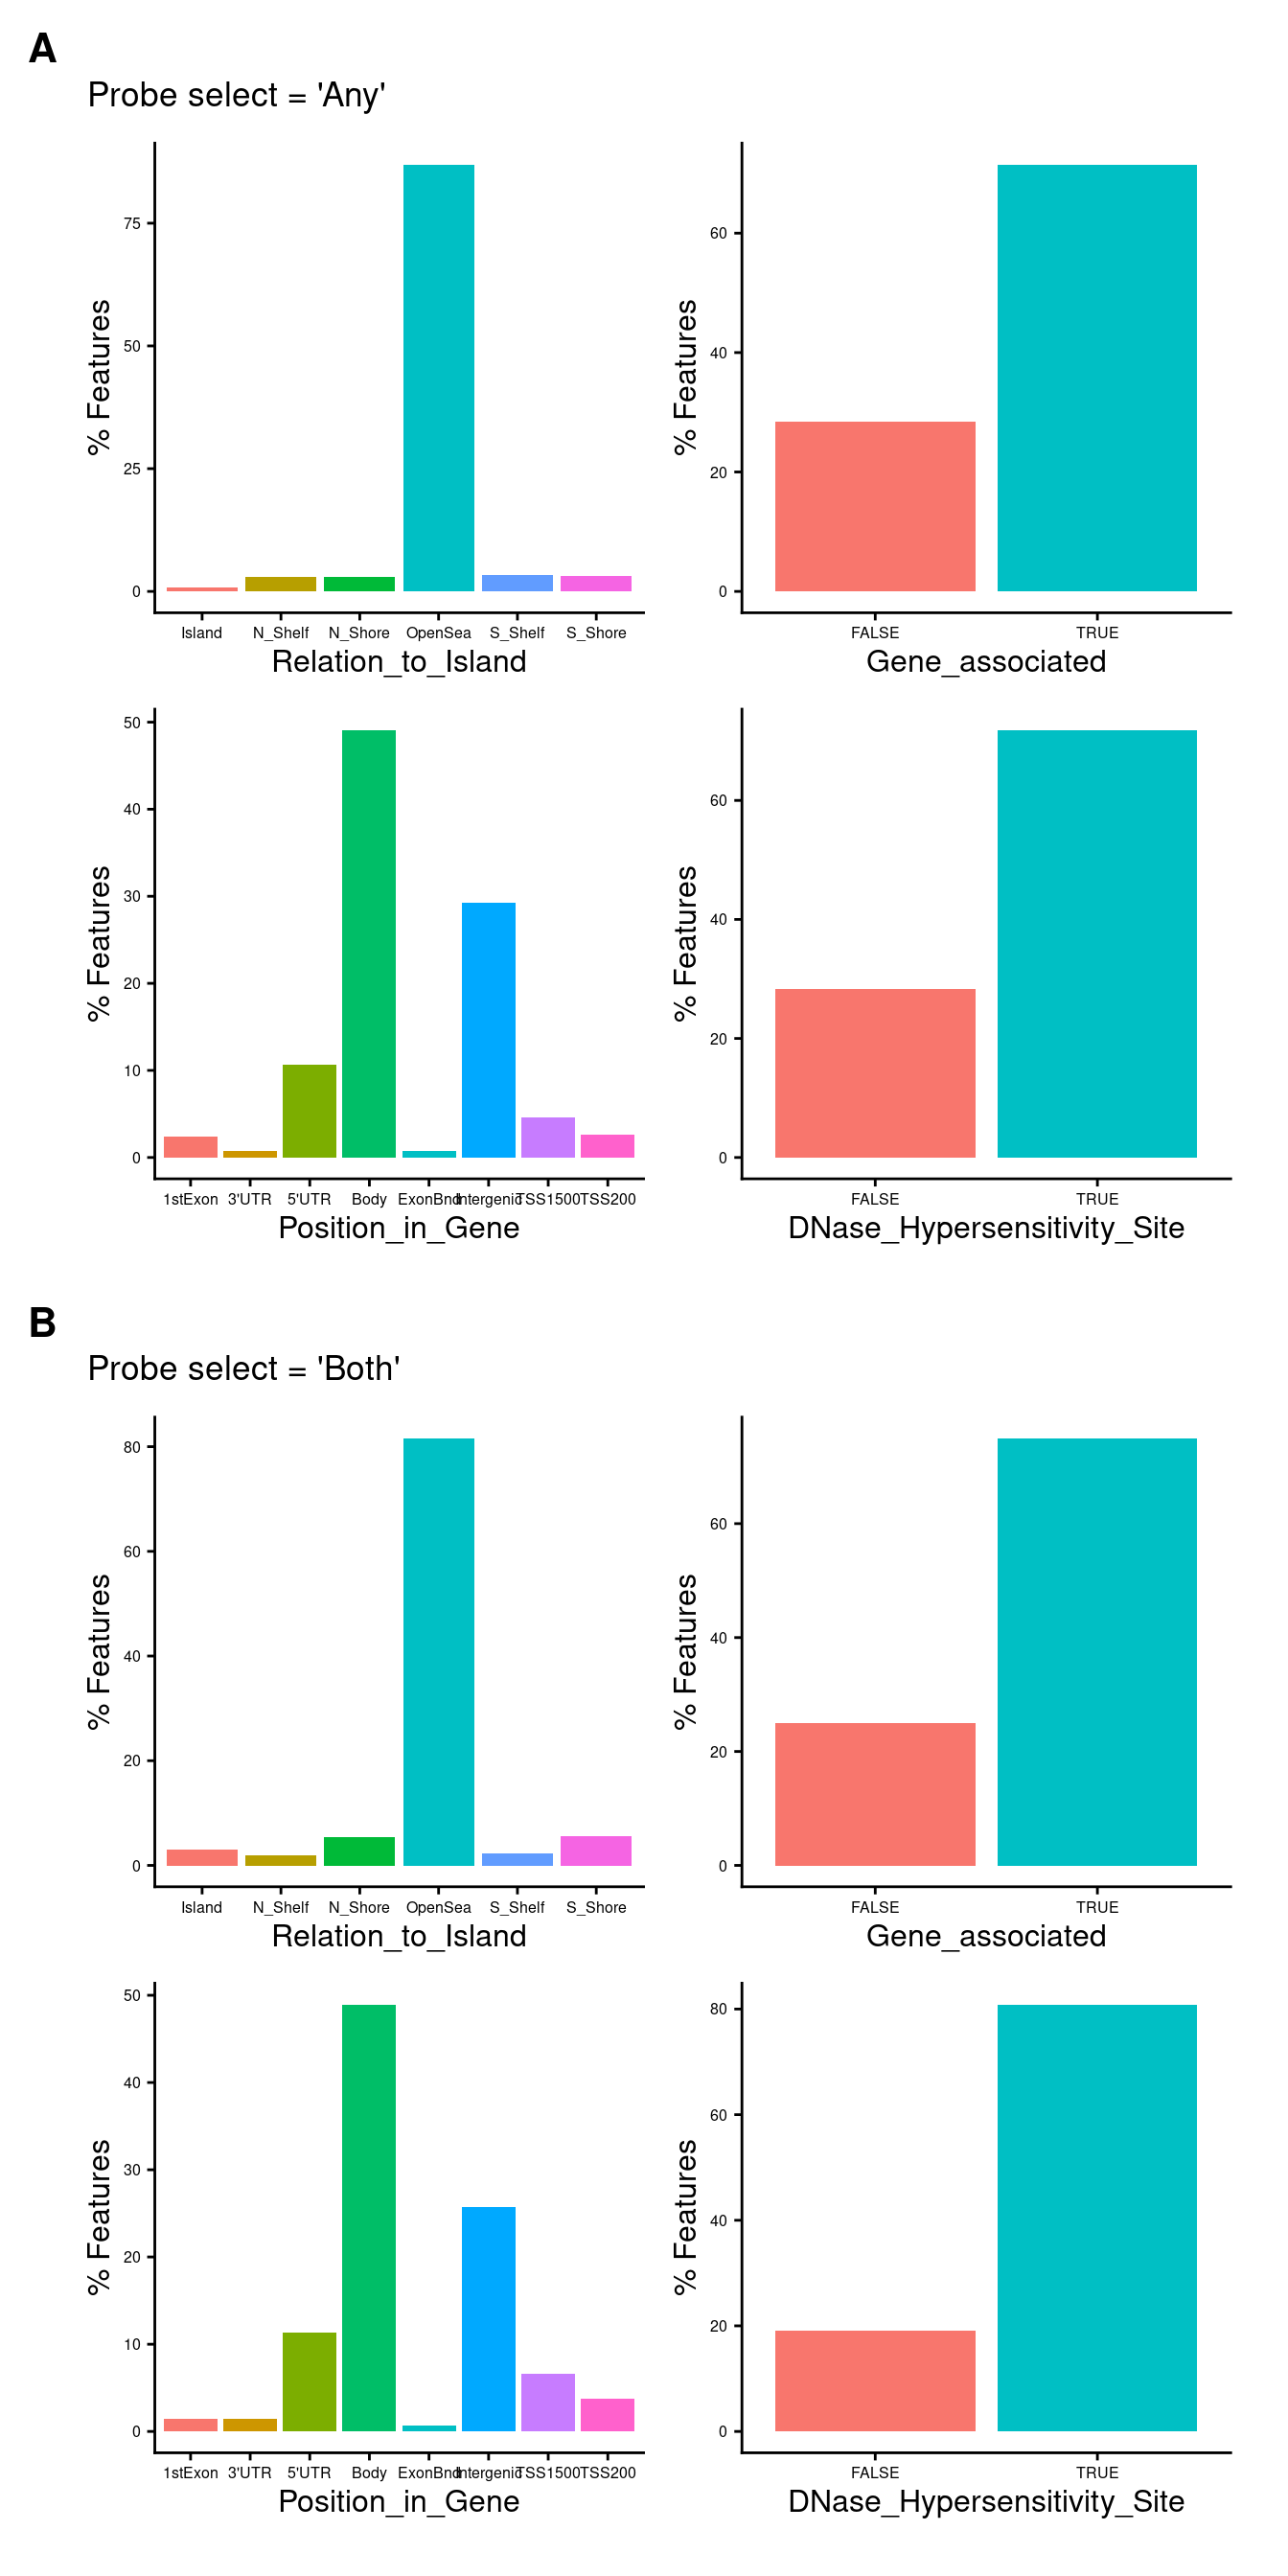 A
Probe select = 'Any'
% Features
75
50
25
0
Island N_Shelf N_Shore OpenSea S_Shelf S_Shore
Relation_to_Island
% Features
60
40
20
0
FALSE TRUE
Gene_associated
% Features
50
40
30
20
10
0
1stExon 3'UTR 5'UTR Body ExonBnd Intergenic TSS1500 TSS200
Position_in_Gene
% Features
60
40
20
0
FALSE TRUE
DNase_Hypersensitivity_Site
B
Probe select = 'Both'
% Features
80
60
40
20
0
Island N_Shelf N_Shore OpenSea S_Shelf S_Shore
Relation_to_Island
% Features
60
40
20
0
FALSE TRUE
Gene_associated
% Features
50
40
30
20
10
0
1stExon 3'UTR 5'UTR Body ExonBnd Intergenic TSS1500 TSS200
Position_in_Gene
% Features
80
60
40
20
0
FALSE TRUE
DNase_Hypersensitivity_Site